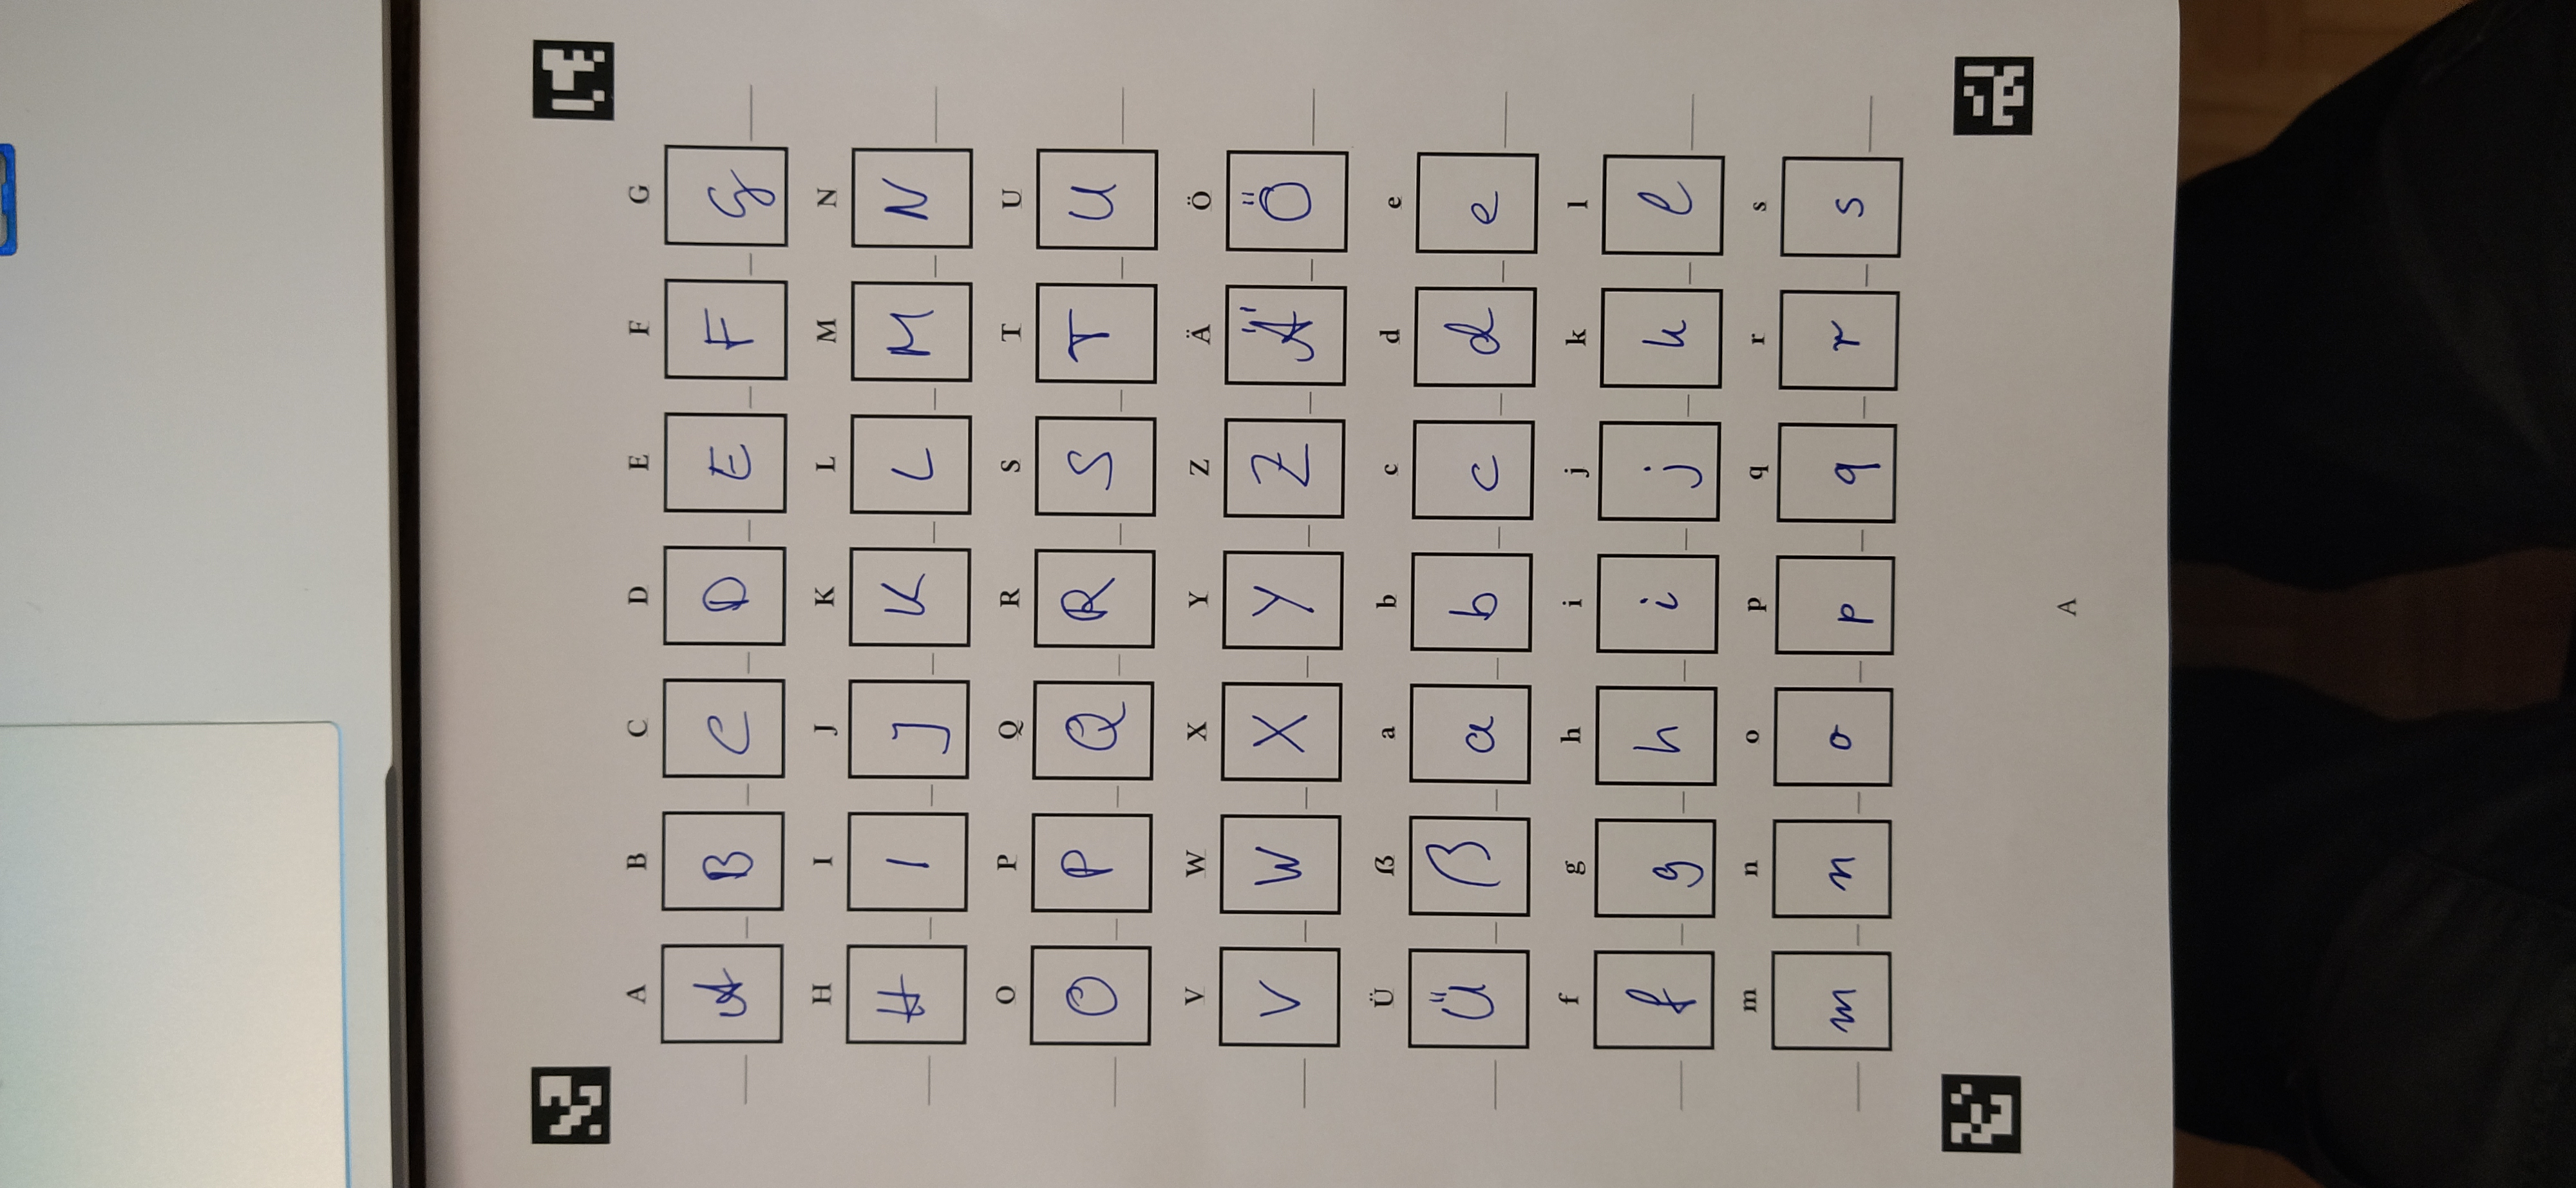 A B C D E F G
A B C D E F G
H I J K L M N
H I J K L M N
O P Q R S T U
O P Q R S T U
V W X Y Z Ä Ö
V W X Y Z Ä Ö
Ü ẞ a b c d e
Ü ß a b c d e
f g h i j k l
f g h i j k l
m n o p q r s
m n o p q r s
A